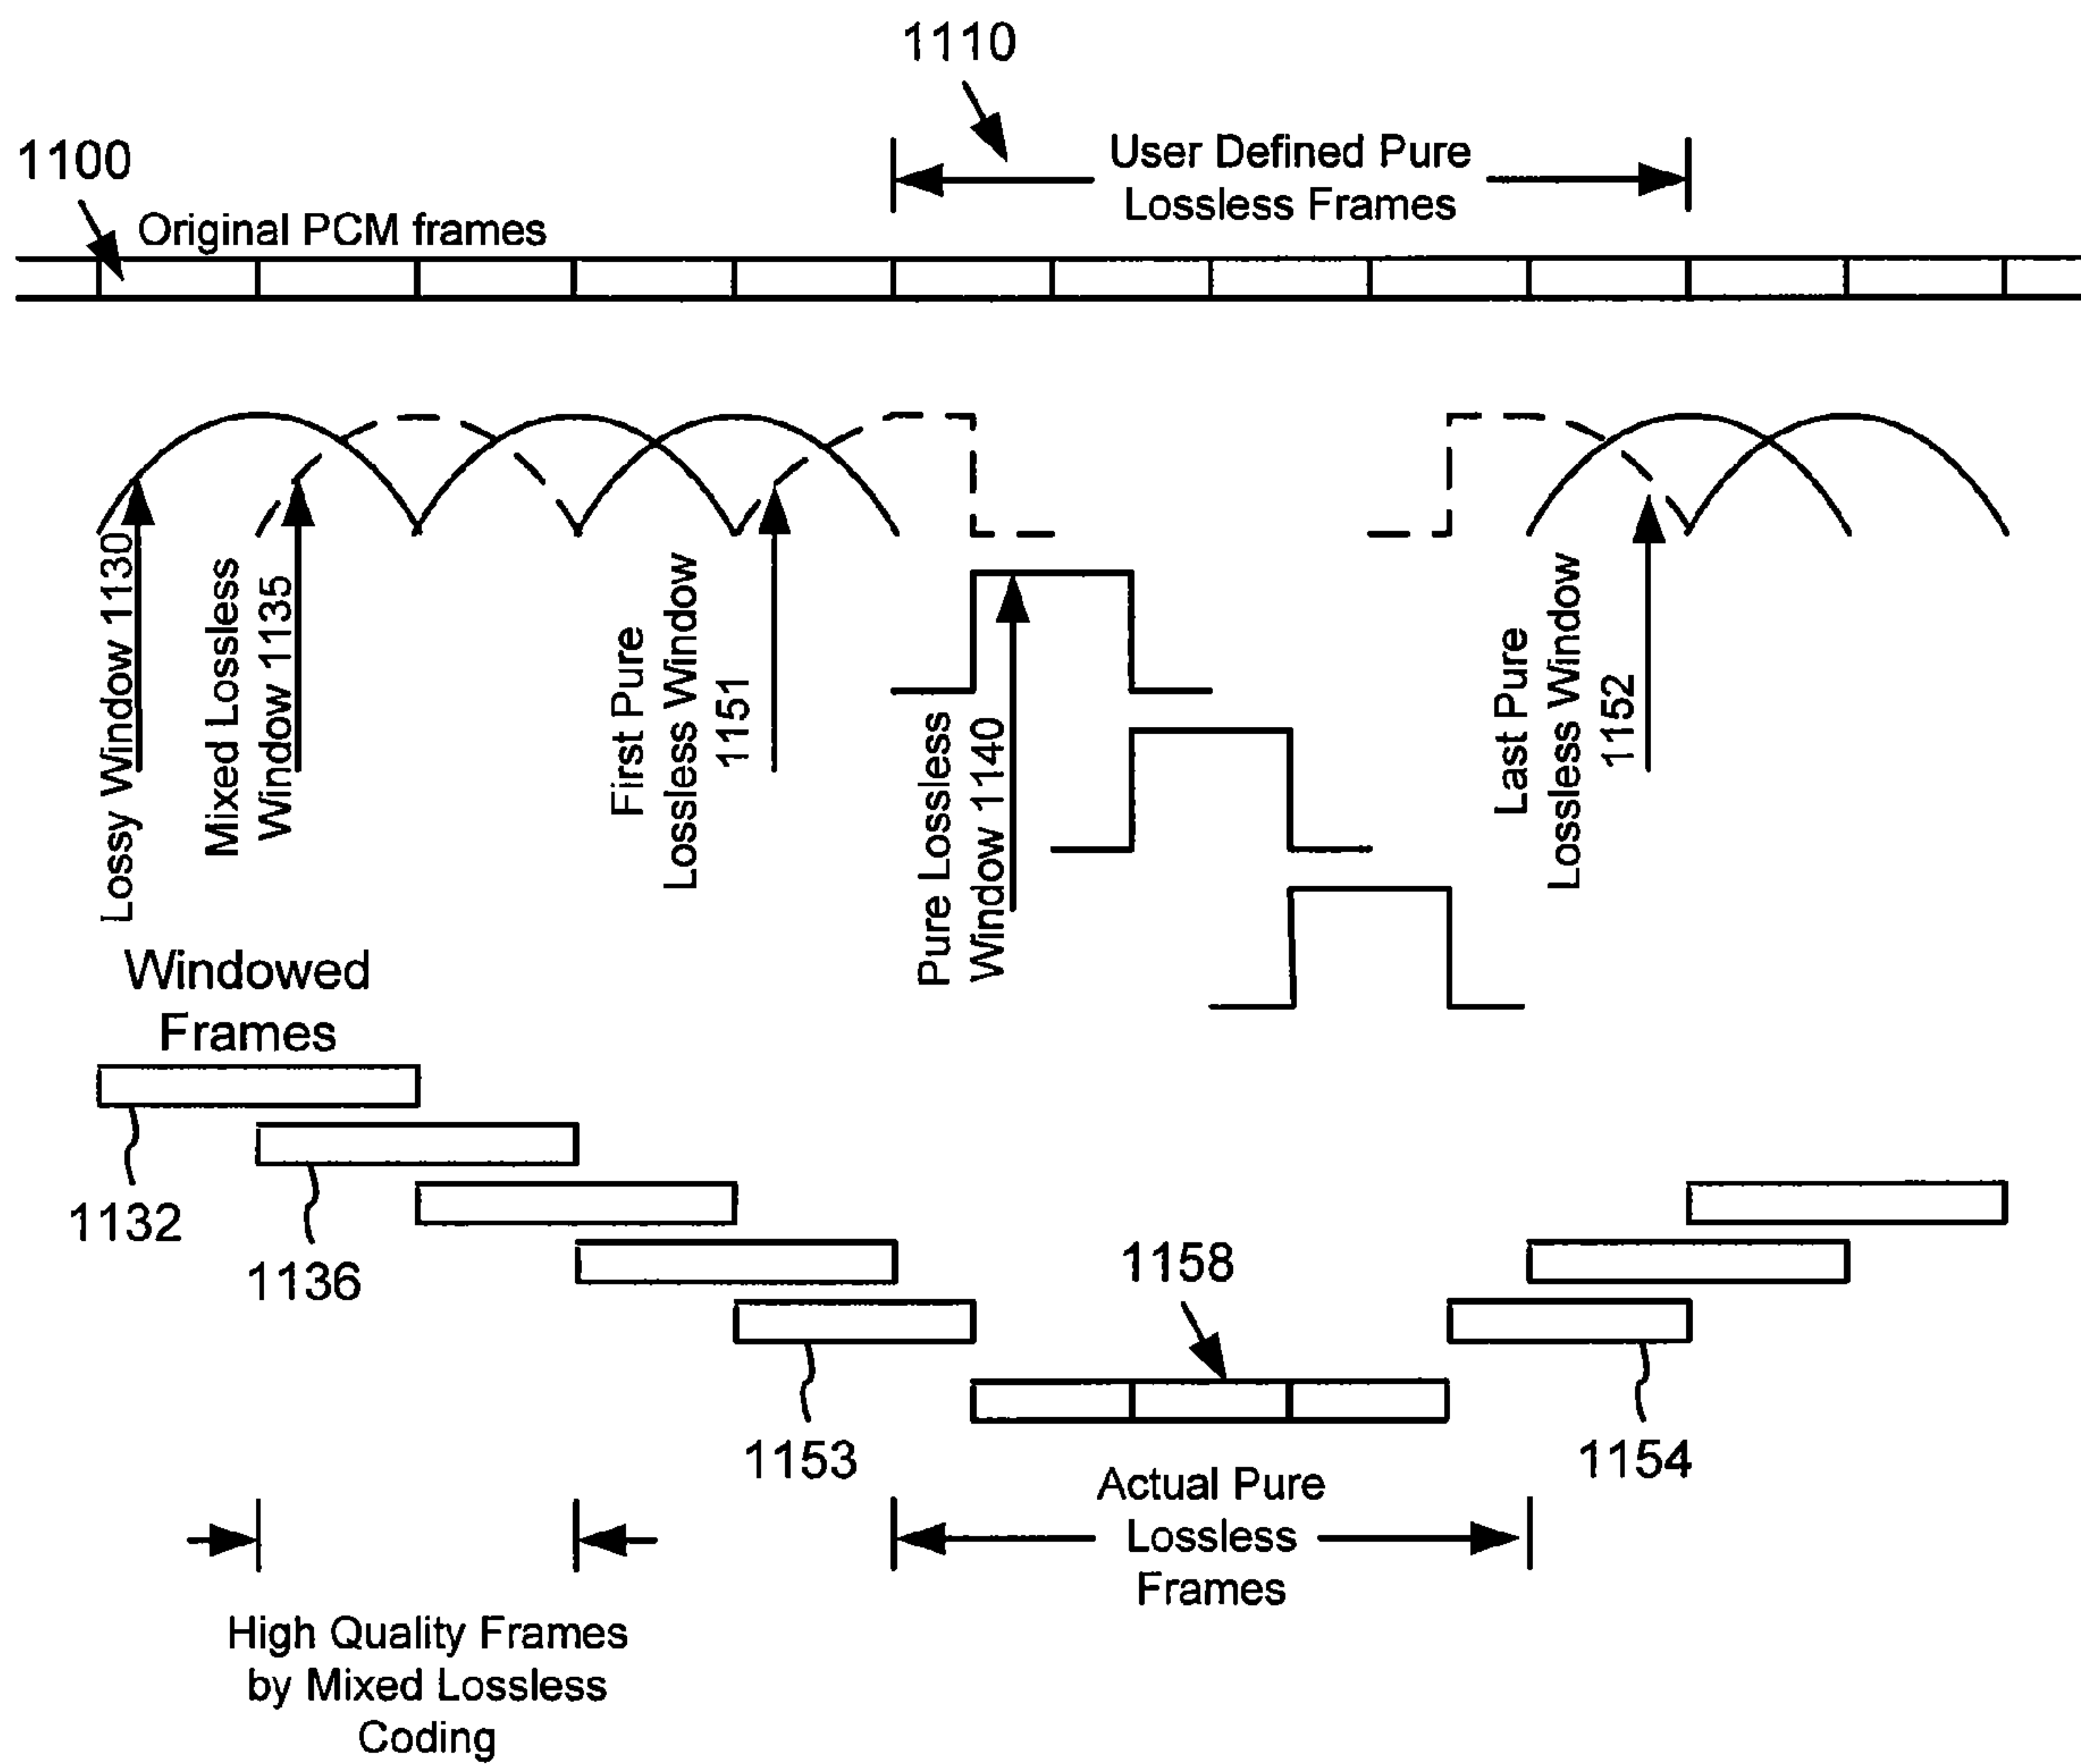 1110
User Defined Pure
Lossless Frames
1100
Original PCM frames
Lossy Window 1130
Mixed Lossless
Window 1135
First Pure
Lossless Window
1151
Pure Lossless
Window 1140
Last Pure
Lossless Window
1152
Windowed
Frames
1132
1136
1153
1158
1154
Actual Pure
Lossless
Frames
High Quality Frames
by Mixed Lossless
Coding